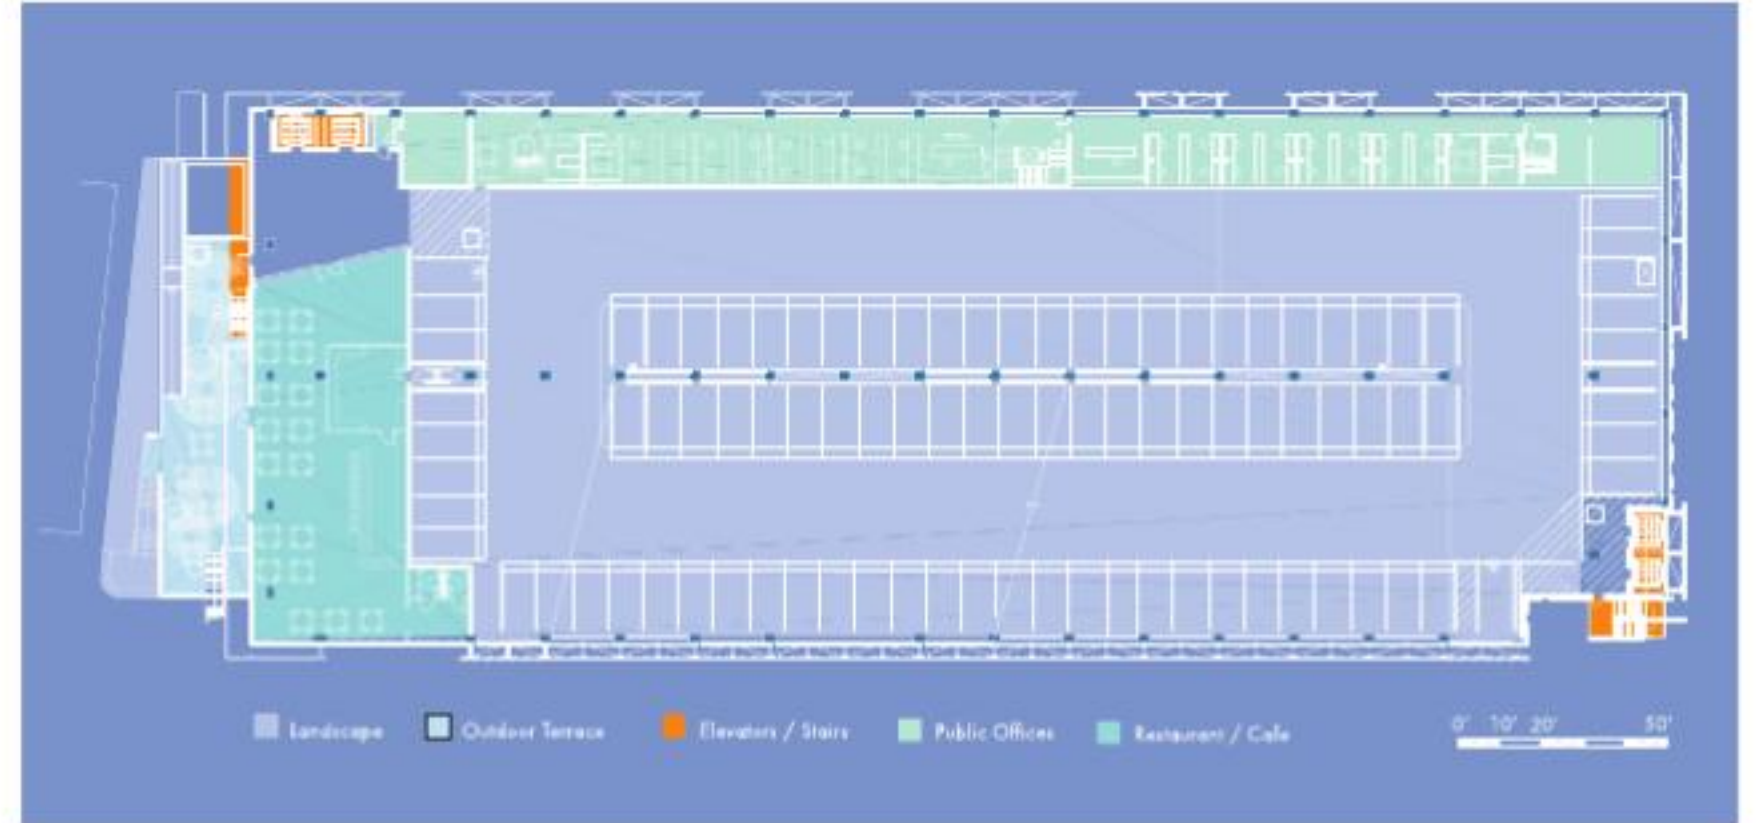 Landscape
Outdoor Terrace
Elevators / Stairs
Public Offices
Restaurant / Cafe
0' 10' 20' 50'